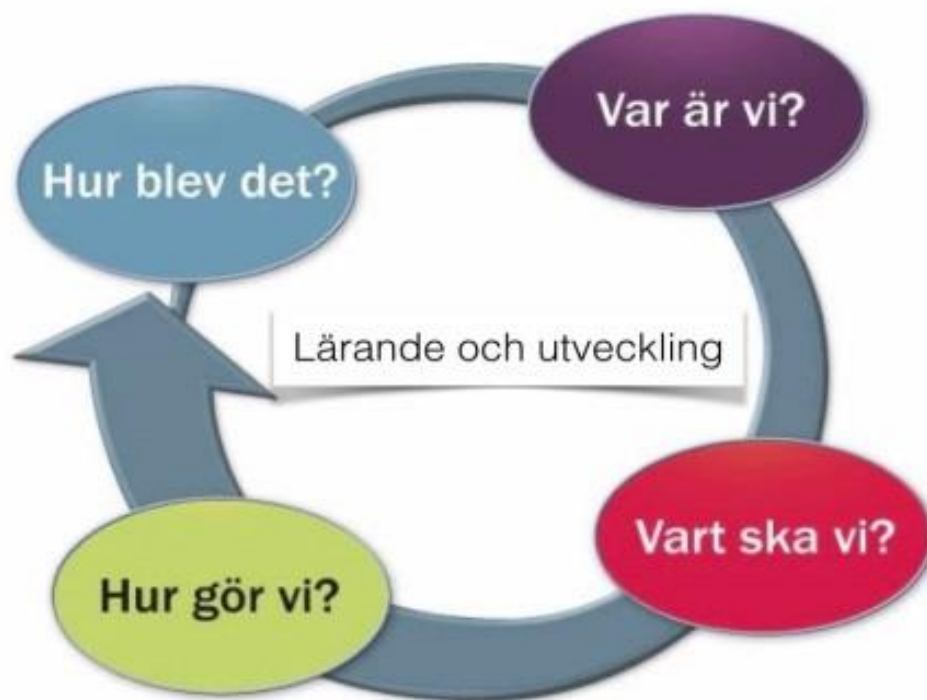 Var är vi?
Hur blev det?
Lärande och utveckling
Vart ska vi?
Hur gör vi?